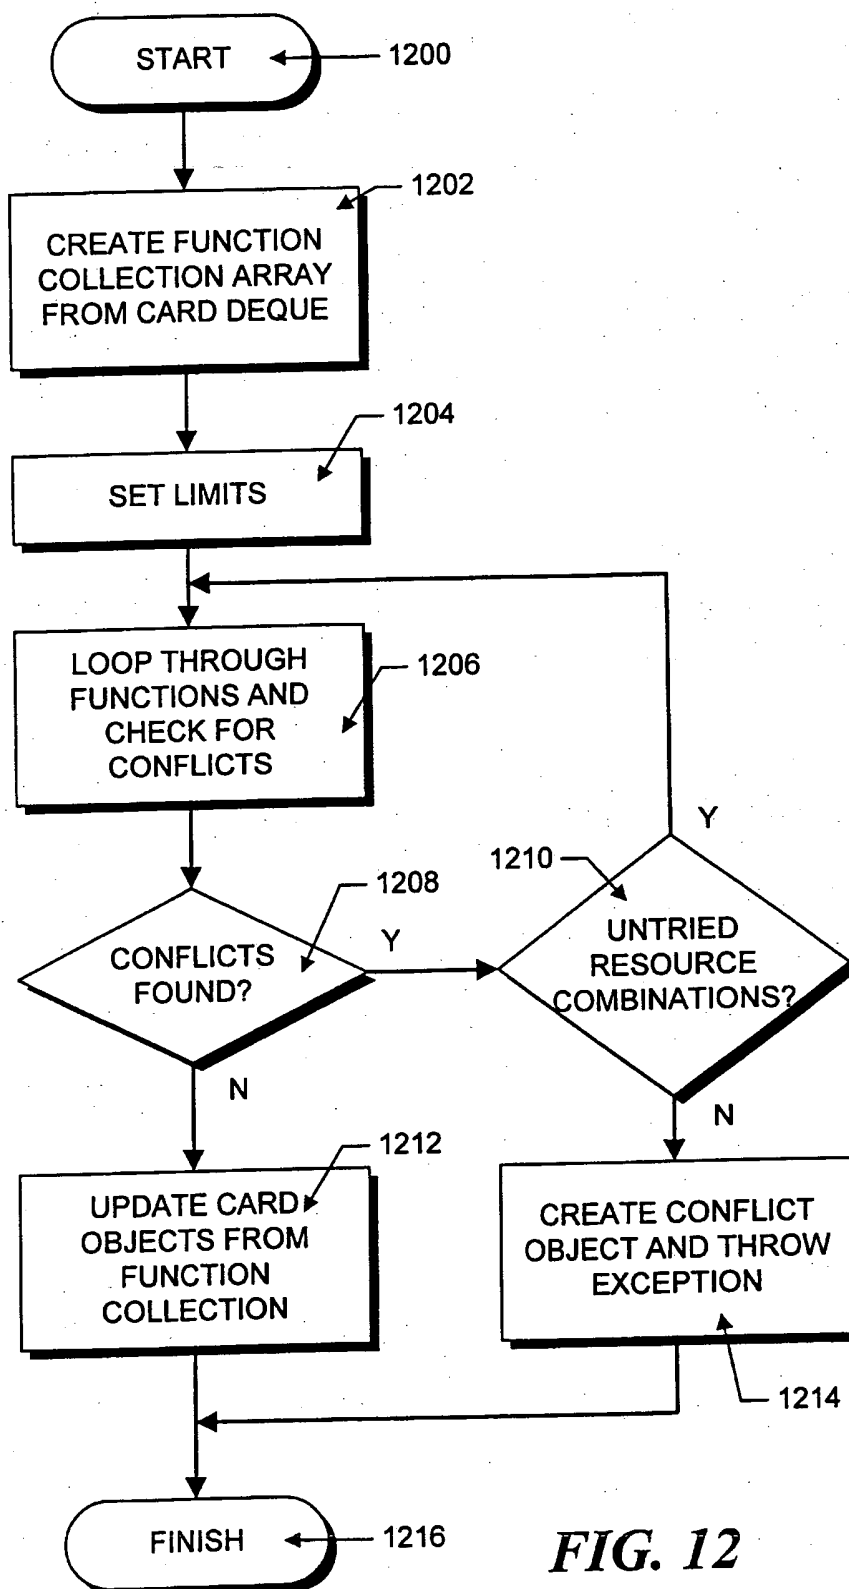 START
1200
1202
CREATE FUNCTION
COLLECTION ARRAY
FROM CARD DEQUE
1204
SET LIMITS
LOOP THROUGH
FUNCTIONS AND
CHECK FOR
CONFLICTS
1206
Y
1210
1208
CONFLICTS
FOUND?
Y
UNTRIED
RESOURCE
COMBINATIONS?
N
N
1212
UPDATE CARD
OBJECTS FROM
FUNCTION
COLLECTION
CREATE CONFLICT
OBJECT AND THROW
EXCEPTION
1214
FINISH
1216
FIG. 12